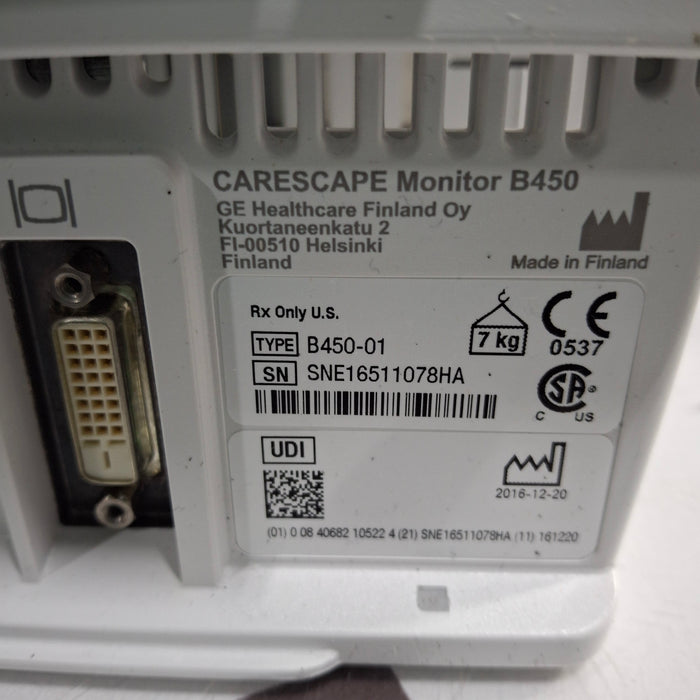 CARESCAPE Monitor B450
GE Healthcare Finland Oy
Kuortaneenkatu 2
FI-00510 Helsinki
Finland
Made in Finland
Rx Only U.S.
TYPE B450-01
7 kg
CE
0537
SN SNE16511078HA
SA ®
C US
UDI
2016-12-20
(01) 0 08 40682 10522 4 (21) SNE16511078HA (11) 161220